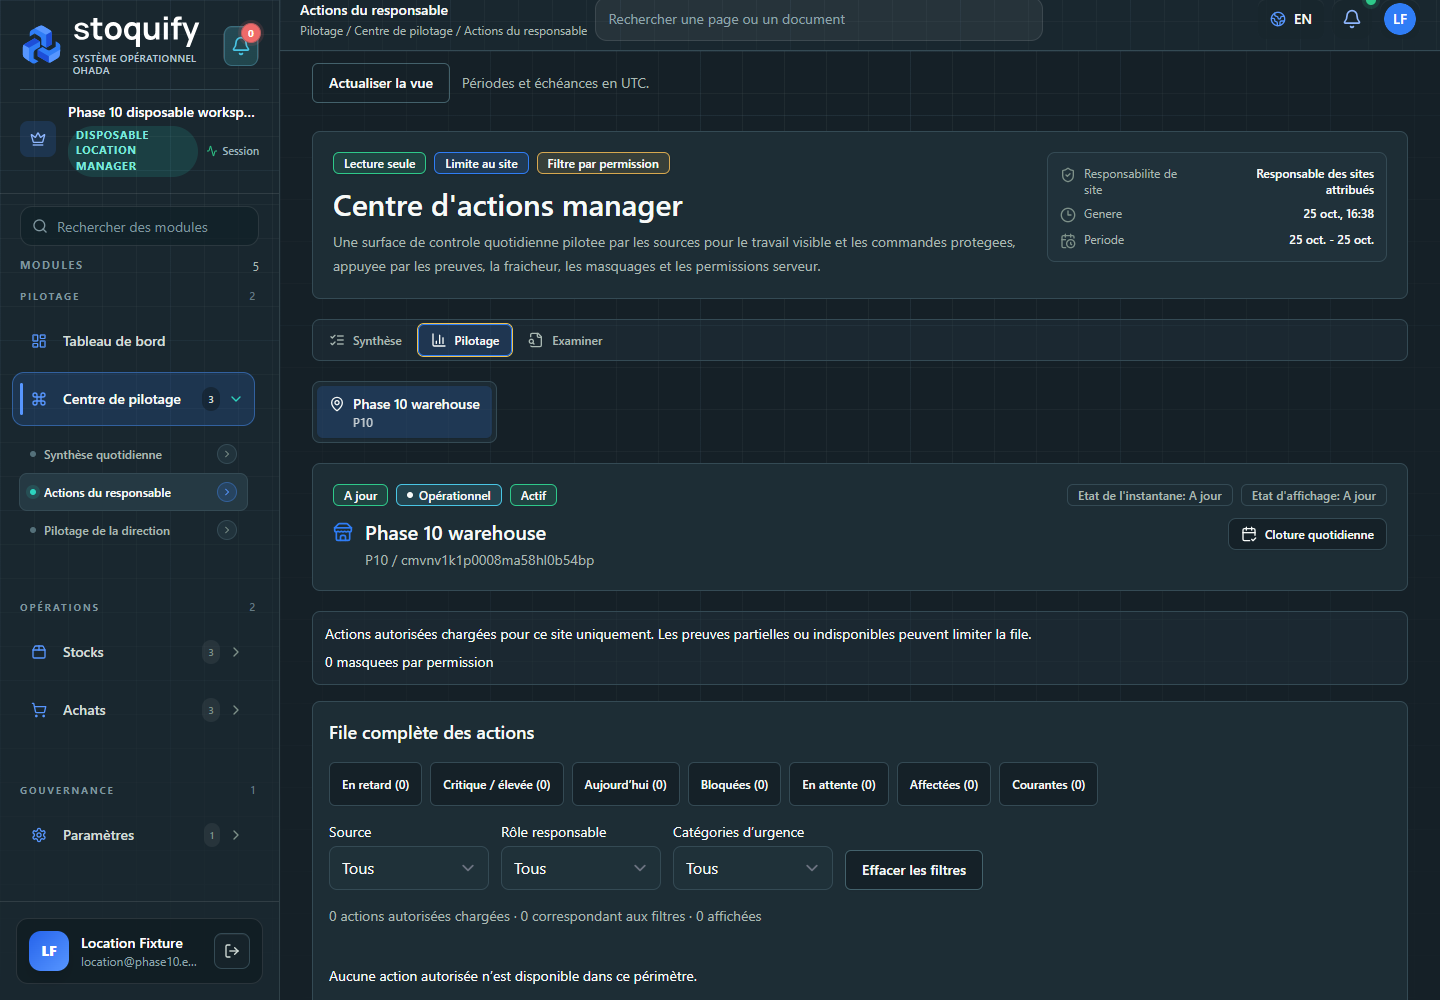 stoquify
SYSTÈME OPÉRATIONNEL
OHADA
0
Phase 10 disposable worksp...
DISPOSABLE
LOCATION
MANAGER
Session
Rechercher des modules
MODULES 5
PILOTAGE 2
Tableau de bord
Centre de pilotage 3
Synthèse quotidienne
Actions du responsable
Pilotage de la direction
OPÉRATIONS 2
Stocks 3
Achats 3
GOUVERNANCE 1
Paramètres 1
LF
Location Fixture
location@phase10.e...
Actions du responsable
Pilotage / Centre de pilotage / Actions du responsable
Rechercher une page ou un document
EN
LF
Actualiser la vue
Périodes et échéances en UTC.
Lecture seule
Limite au site
Filtre par permission
Centre d'actions manager
Une surface de controle quotidienne pilotee par les sources pour le travail visible et les commandes protegees,
appuyee par les preuves, la fraicheur, les masquages et les permissions serveur.
Responsabilite de
site
Responsable des sites
attribués
Genere 25 oct., 16:38
Periode 25 oct. - 25 oct.
Synthèse
Pilotage
Examiner
Phase 10 warehouse
P10
A jour
Opérationnel
Actif
Etat de l'instantane: A jour
Etat d'affichage: A jour
Phase 10 warehouse
P10 / cmvnv1k1p0008ma58hl0b54bp
Cloture quotidienne
Actions autorisées chargées pour ce site uniquement. Les preuves partielles ou indisponibles peuvent limiter la file.
0 masquees par permission
File complète des actions
En retard (0)
Critique / élevée (0)
Aujourd’hui (0)
Bloquées (0)
En attente (0)
Affectées (0)
Courantes (0)
Source
Tous
Rôle responsable
Tous
Catégories d’urgence
Tous
Effacer les filtres
0 actions autorisées chargées · 0 correspondant aux filtres · 0 affichées
Aucune action autorisée n’est disponible dans ce périmètre.